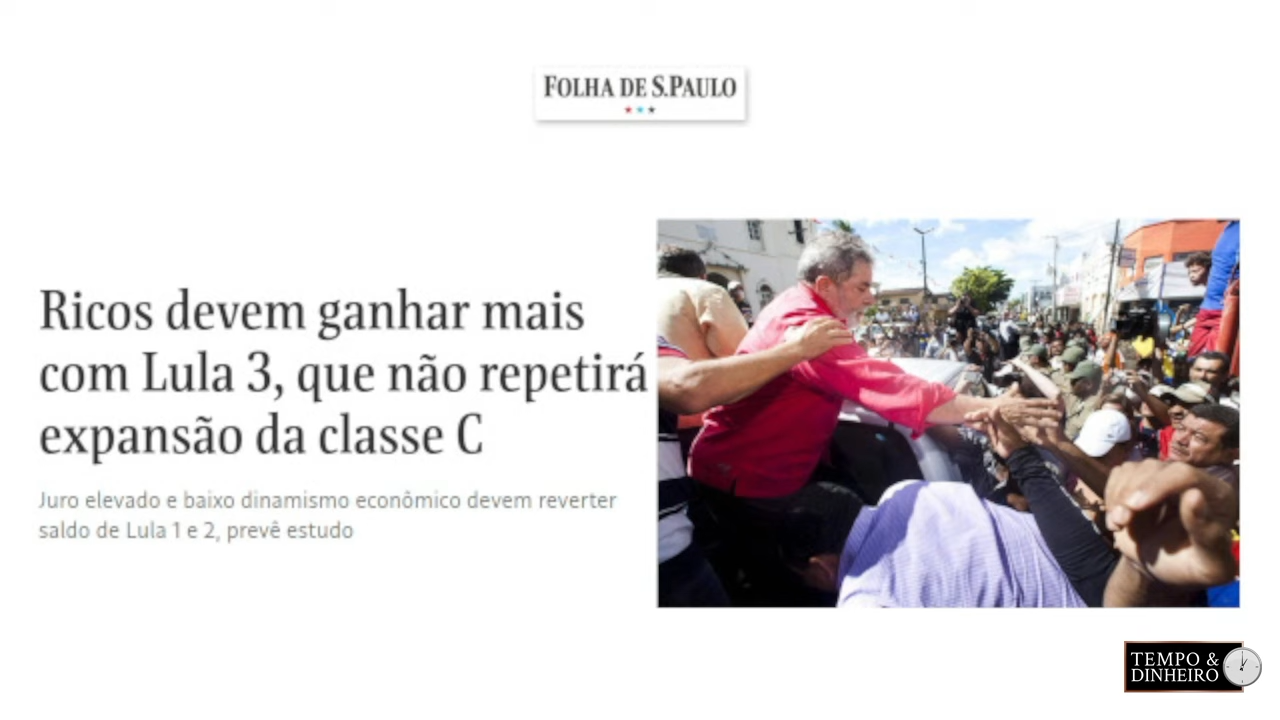 FOLHA DE S.PAULO
Ricos devem ganhar mais
com Lula 3, que não repetirá
expansão da classe C
Juro elevado e baixo dinamismo econômico devem reverter
saldo de Lula 1 e 2, prevê estudo
TEMPO &
DINHEIRO